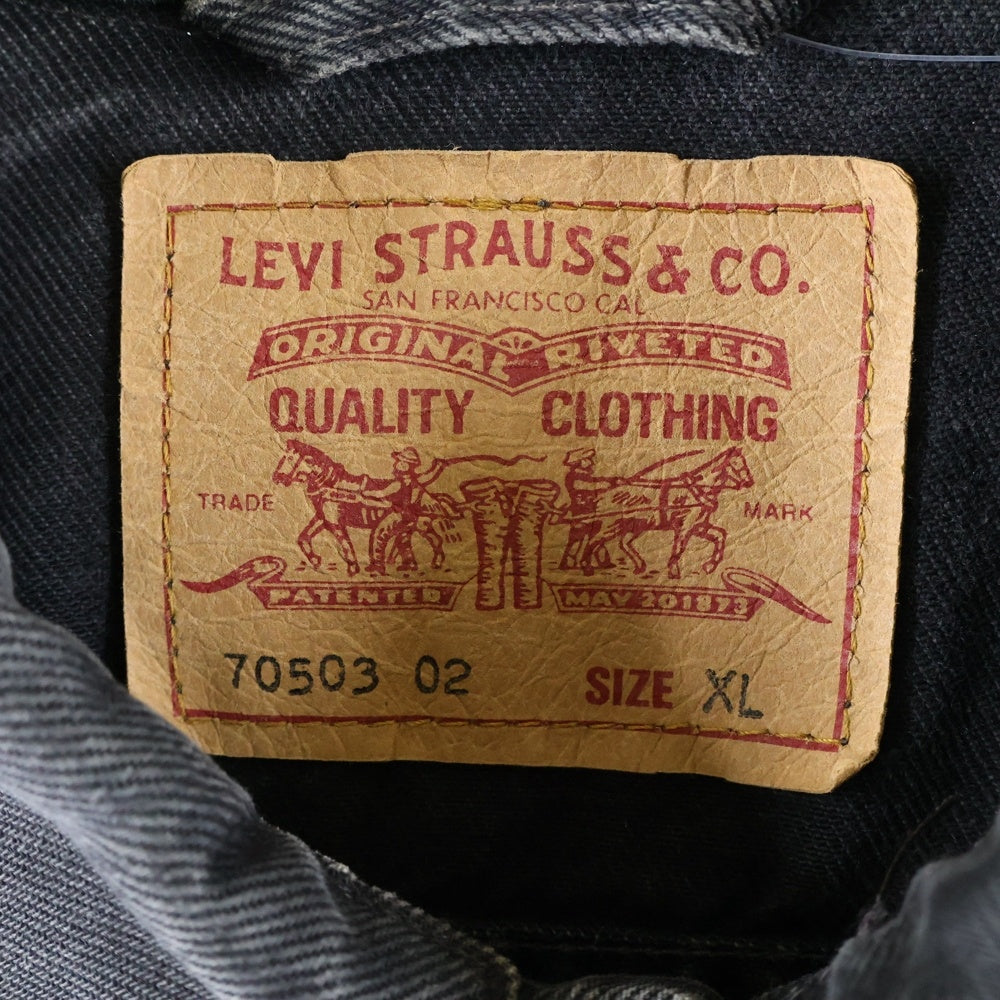 LEVI STRAUSS & CO.
SAN FRANCISCO CAL
ORIGINAL RIVETED
QUALITY CLOTHING
TRADE MARK
PATENTED MAY 20 1873
70503 02 SIZE XL